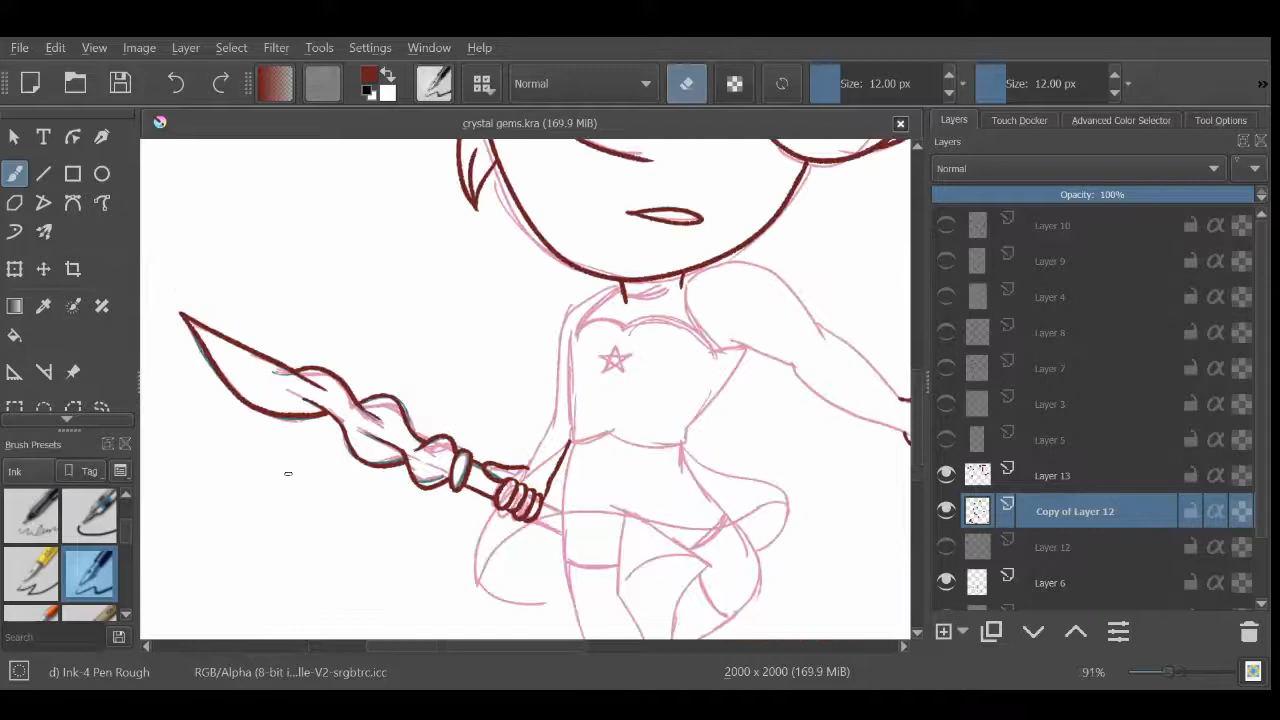 File Edit View Image Layer Select Filter Tools Settings Window Help
Normal Size: 12.00 px Size: 12.00 px »
crystal gems.kra (169.9 MiB)
Layers Touch Docker Advanced Color Selector Tool Options
Layers
Normal
Opacity: 100%
Layer 10
Layer 9
Layer 4
Layer 8
Layer 7
Layer 3
Layer 5
Layer 13
Copy of Layer 12
Layer 12
Layer 6
Brush Presets
Ink Tag
Search
d) Ink-4 Pen Rough RGB/Alpha (8-bit i...lle-V2-srgbtrc.icc 2000 x 2000 (169.9 MiB) 91%